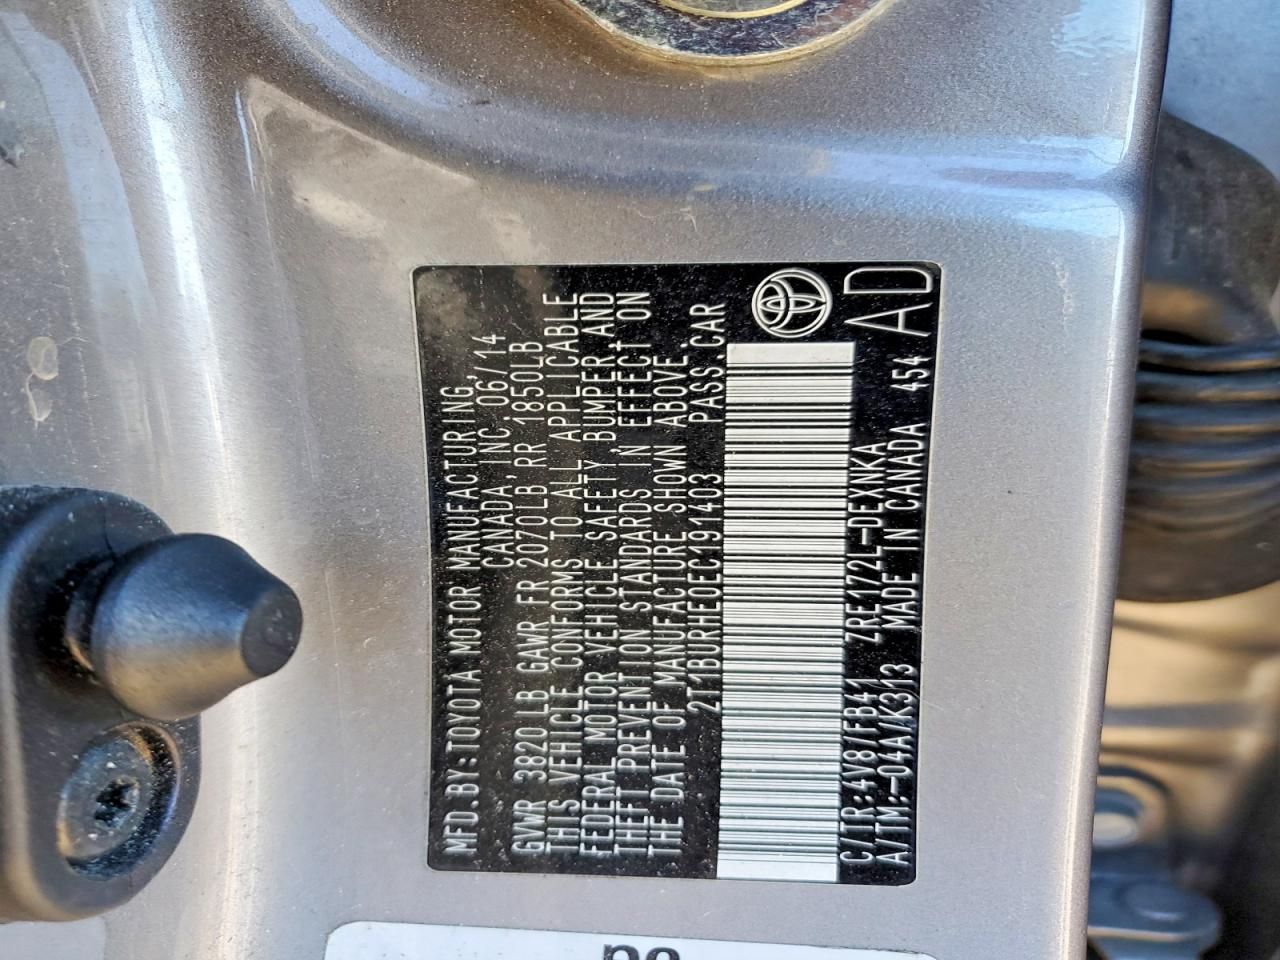 MFD.BY:TOYOTA MOTOR MANUFACTURING,
CANADA,INC.06/14
GVWR 3820LB GAWR FR 2070LB RR 1850LB
THIS VEHICLE CONFORMS TO ALL APPLICABLE
FEDERAL MOTOR VEHICLE SAFETY,BUMPER,AND
THEFT PREVENTION STANDARDS IN EFFECT ON
THE DATE OF MANUFACTURE SHOWN ABOVE.
2T1BURHE0EC191403 PASS.CAR
C/TR:4V8/FB41 ZRE172L-DEXNKA
A/TM:-04A/K313 MADE IN CANADA 454 AD